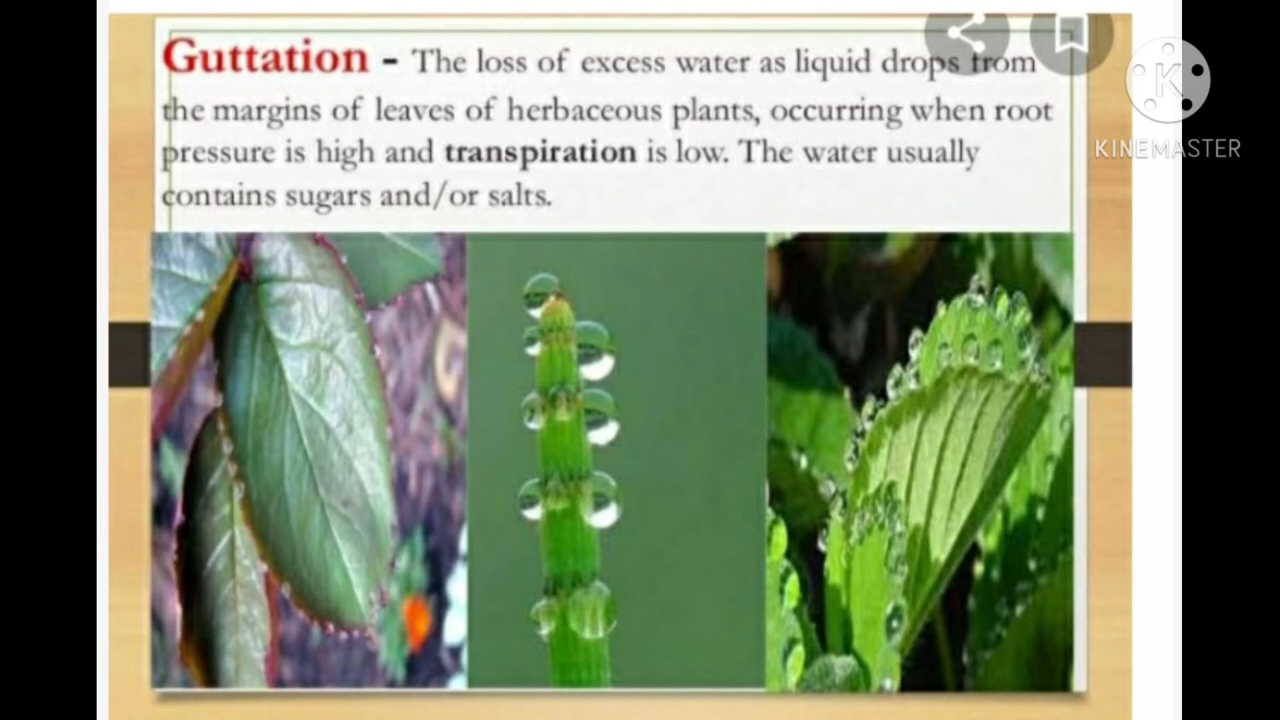 Guttation - The loss of excess water as liquid drops from
the margins of leaves of herbaceous plants, occurring when root
pressure is high and transpiration is low. The water usually
contains sugars and/or salts.
K
KINEMASTER